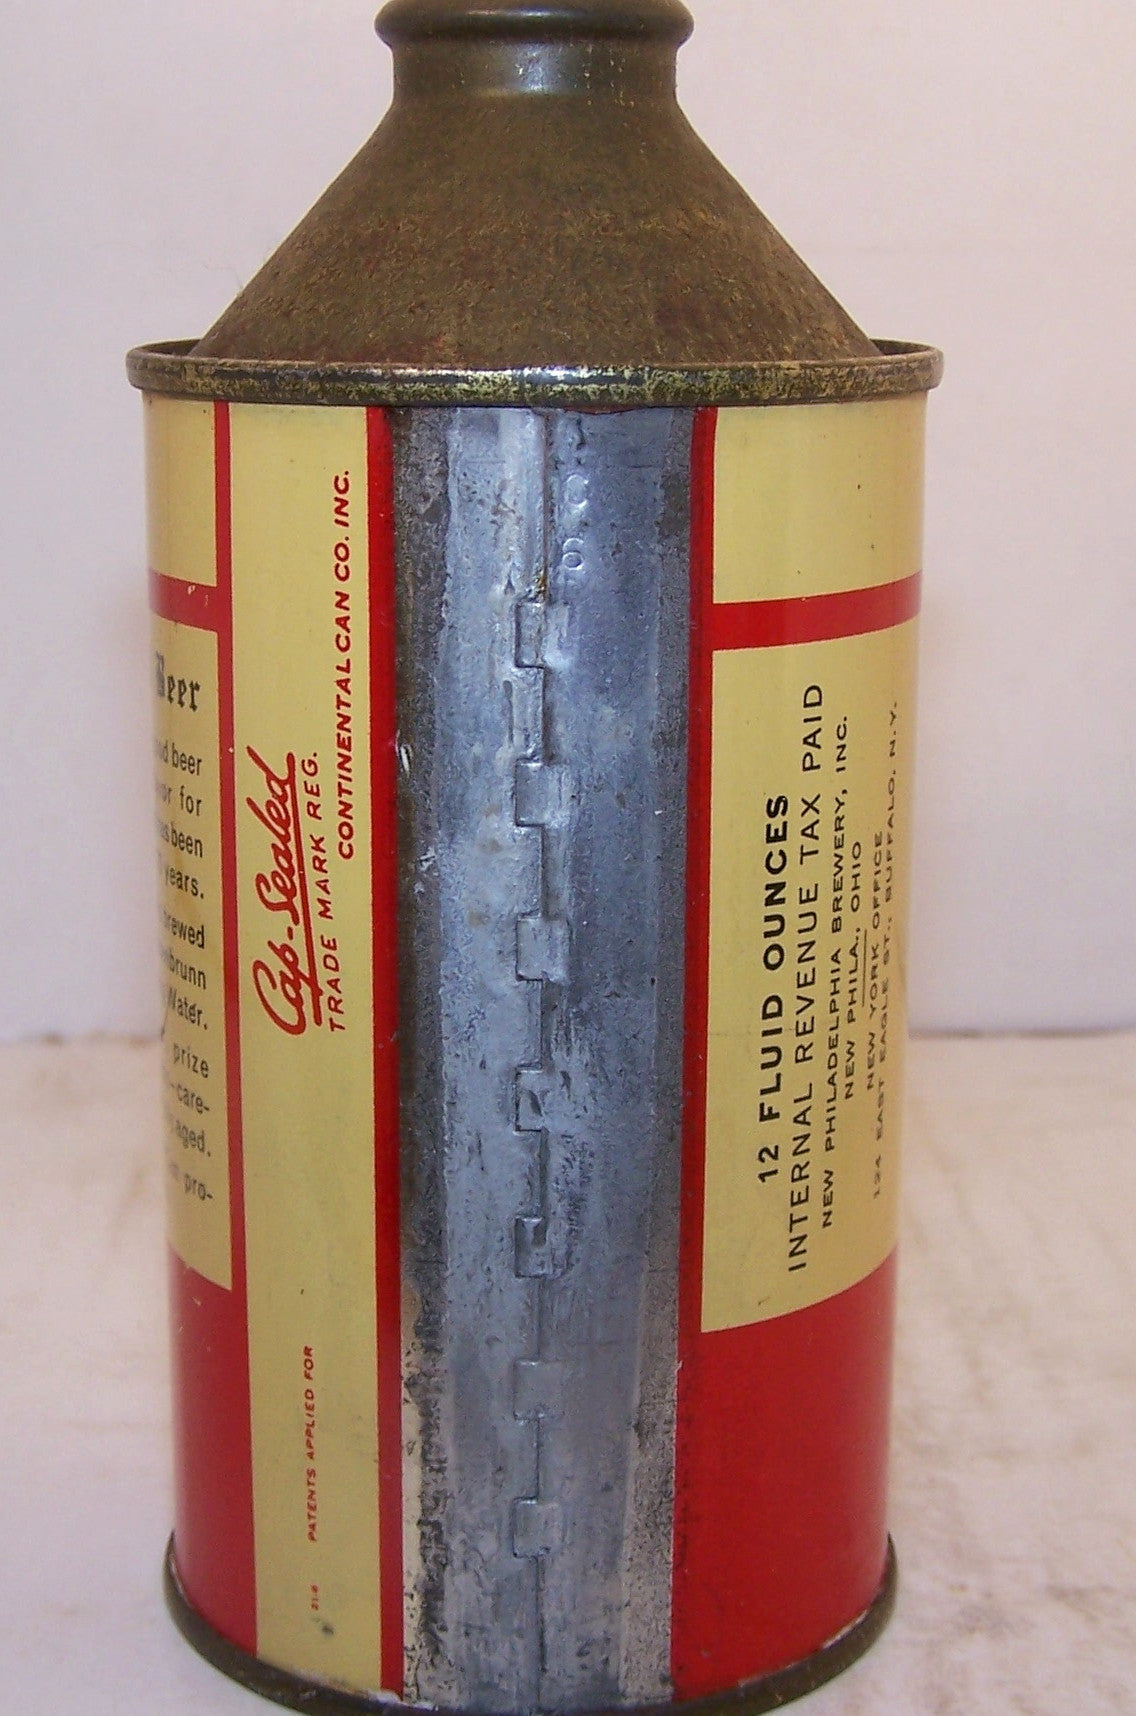 Beer
beer
for
been
years.
brewed
Water.
prize
care-
aged.
pro-
Cap-Sealed
TRADE MARK REG.
CONTINENTAL CAN CO. INC.
PATENTS APPLIED FOR
C
6
12 FLUID OUNCES
INTERNAL REVENUE TAX PAID
NEW PHILADELPHIA BREWERY, INC.
NEW PHILA., OHIO
NEW YORK OFFICE
124 EAST EAGLE ST., BUFFALO, N.Y.